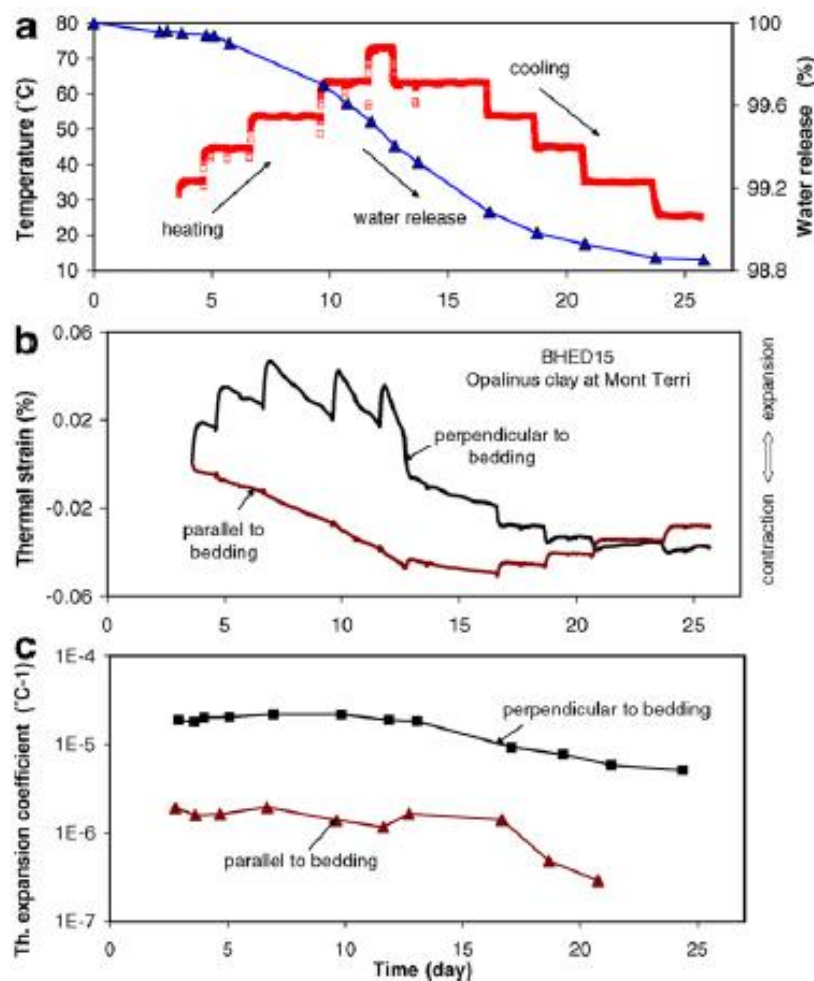 a
80
70
60
50
40
30
20
10
Temperature (°C)
100
99.6
99.2
98.8
Water release (%)
cooling
heating
water release
0 5 10 15 20 25
b
0.06
0.02
-0.02
-0.06
Thermal strain (%)
BHED15
Opalinus clay at Mont Terri
perpendicular to
bedding
parallel to
bedding
contraction expansion
0 5 10 15 20 25
c
1E-4
1E-5
1E-6
1E-7
Th. expansion coefficient (°C-1)
perpendicular to bedding
parallel to bedding
0 5 10 15 20 25
Time (day)